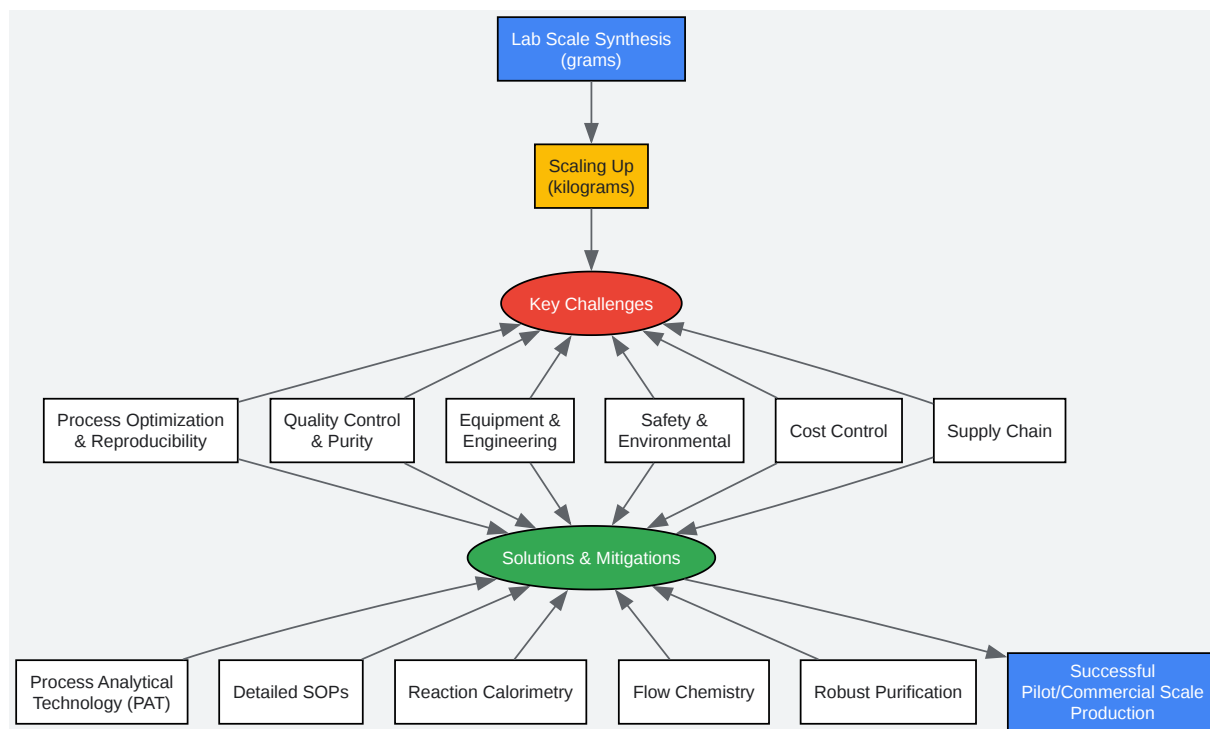 Lab Scale Synthesis
(grams)
Scaling Up
(kilograms)
Key Challenges
Process Optimization
& Reproducibility
Quality Control
& Purity
Equipment &
Engineering
Safety &
Environmental
Cost Control
Supply Chain
Solutions & Mitigations
Process Analytical
Technology (PAT)
Detailed SOPs
Reaction Calorimetry
Flow Chemistry
Robust Purification
Successful
Pilot/Commercial Scale
Production